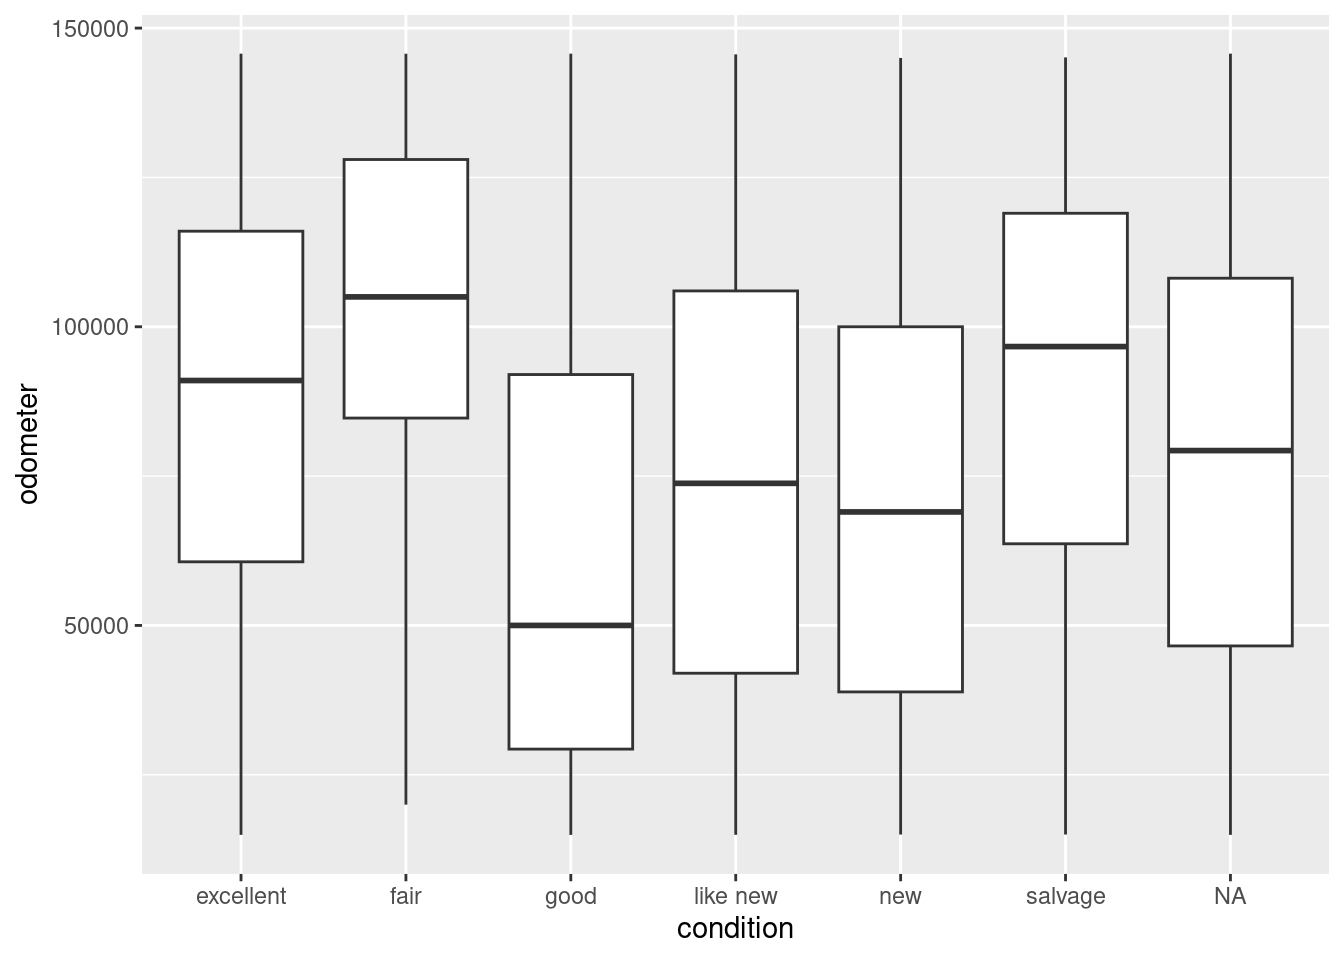 150000
100000
50000
odometer
excellent fair good like new new salvage NA
condition